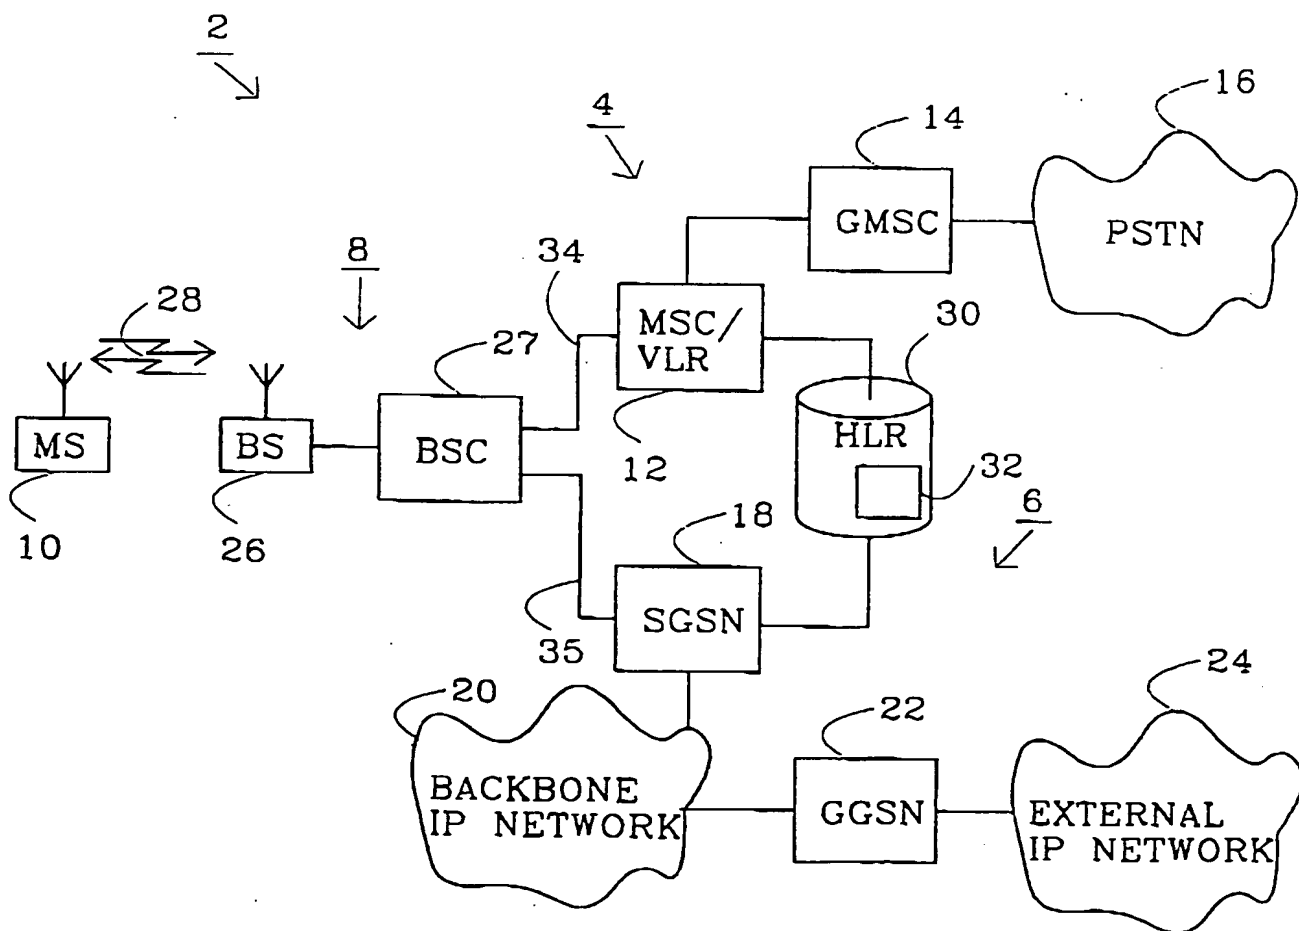 2
4
14
16
GMSC
PSTN
8
34
28
27
MSC/
VLR
30
MS
BS
BSC
12
HLR
32
10
26
18
6
35
SGSN
20
22
24
BACKBONE
IP NETWORK
GGSN
EXTERNAL
IP NETWORK